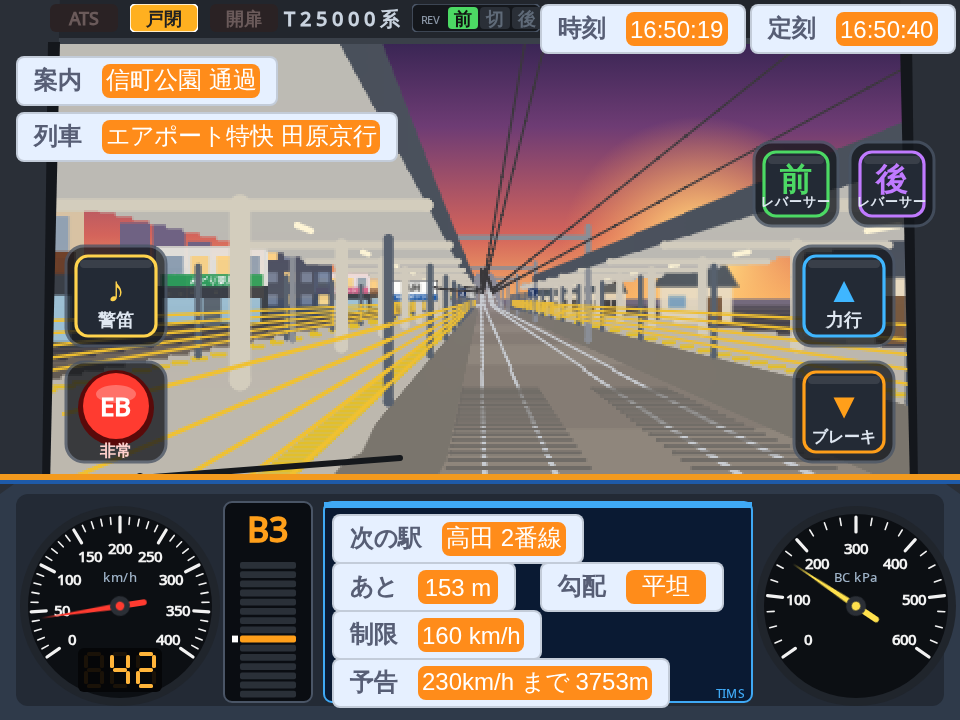 ATS 戸閉 開扉 T25000系 REV 前 切 後
時刻 16:50:19 定刻 16:50:40
案内 信町公園 通過
列車 エアポート特快 田原京行
前 レバーサー 後 レバーサー
♪ 警笛
▲ 力行
EB 非常
▼ ブレーキ
0 50 100 150 200 250 300 350 400 km/h
42
B3
次の駅 高田 2番線
あと 153 m 勾配 平坦
制限 160 km/h
予告 230km/h まで 3753m
TIMS
0 100 200 300 400 500 600 BC kPa